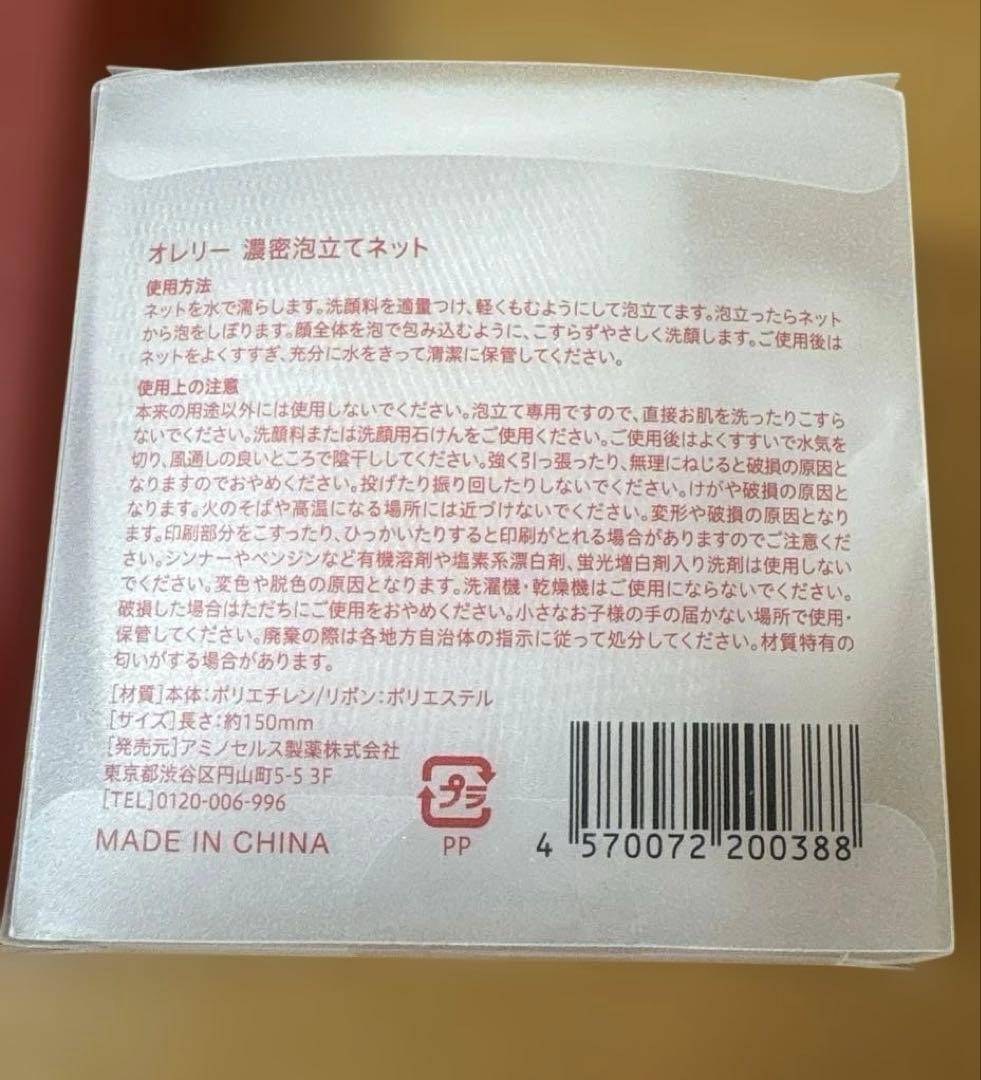 オレリー 濃密泡立てネット
使用方法
ネットを水で濡らします。洗顔料を適量つけ、軽くもむようにして泡立てます。泡立ったらネット
から泡をしぼります。顔全体を泡で包み込むように、こすらずやさしく洗顔します。ご使用後は
ネットをよくすすぎ、充分に水をきって清潔に保管してください。
使用上の注意
本来の用途以外には使用しないでください。泡立て専用ですので、直接お肌を洗ったりこすら
ないでください。洗顔料または洗顔用石けんをご使用ください。ご使用後はよくすすいで水気を
切り、風通しの良いところで陰干ししてください。強く引っ張ったり、無理にねじると破損の原因と
なりますのでおやめください。投げたり振り回したりしないでください。けがや破損の原因と
なります。火のそばや高温になる場所には近づけないでください。変形や破損の原因となり
ます。印刷部分をこすったり、ひっかいたりすると印刷がとれる場合がありますのでご注意くだ
さい。シンナーやベンジンなど有機溶剤や塩素系漂白剤、蛍光増白剤入り洗剤は使用しない
でください。変色や脱色の原因となります。洗濯機・乾燥機はご使用にならないでください。
破損した場合はただちにご使用をおやめください。小さなお子様の手の届かない場所で使用・
保管してください。廃棄の際は各地方自治体の指示に従って処分してください。材質特有の
匂いがする場合があります。
[材質]本体:ポリエチレン/リボン:ポリエステル
[サイズ]長さ:約150mm
[発売元]アミノセルス製薬株式会社
東京都渋谷区円山町5-5 3F
[TEL]0120-006-996
MADE IN CHINA
プラ
PP
4 570072 200388